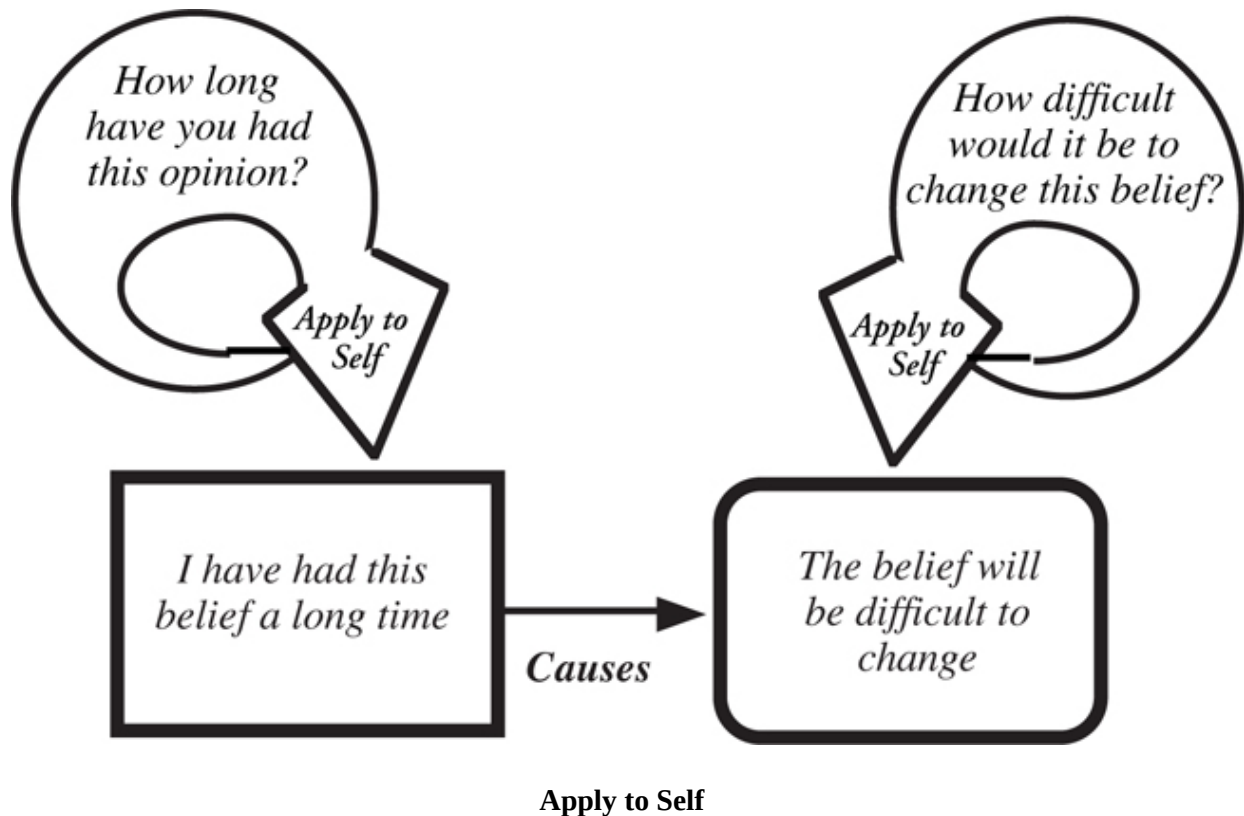 How long
have you had
this opinion?
How difficult
would it be to
change this belief?
Apply to
Self
Apply to
Self
I have had this
belief a long time
Causes
The belief will
be difficult to
change
Apply to Self